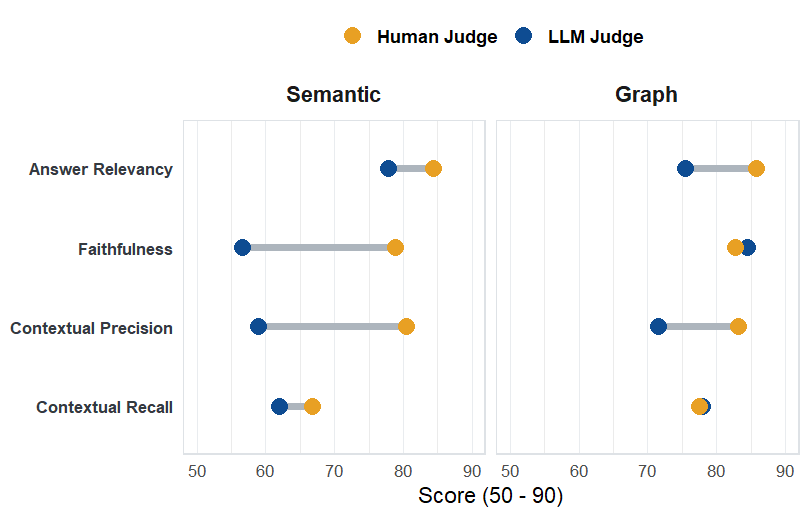 Human Judge LLM Judge
Semantic Graph
Answer Relevancy
Faithfulness
Contextual Precision
Contextual Recall
50 60 70 80 90 50 60 70 80 90
Score (50 - 90)